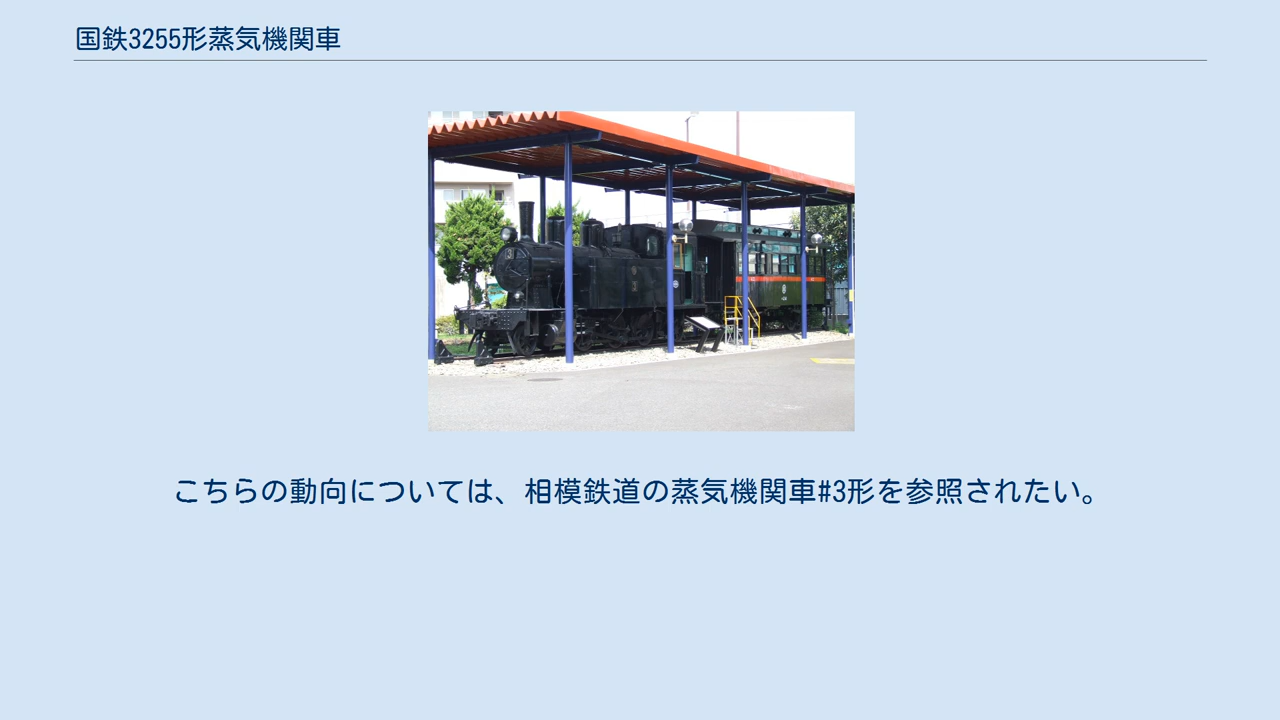 国鉄3255形蒸気機関車
こちらの動向については、相模鉄道の蒸気機関車#3形を参照されたい。